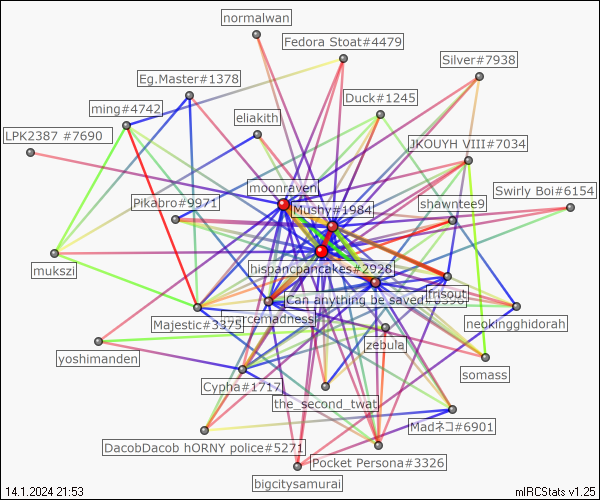 normalwan
Fedora Stoat#4479
Silver#7938
Eg.Master#1378
Duck#1245
ming#4742
eliakith
LPK2387 #7690
JKOUYH VIII#7034
moonraven
Swirly Boi#6154
Pikabro#9971
Mushy#1984
shawntee9
mukszi
hispancpancakes#2928
frisout
Can anything be saved
Majestic#3375
neokingghidorah
zebula
yoshimanden
somass
Cypha#1717
the_second_twat
Madネコ#6901
DacobDacob hORNY police#5271
Pocket Persona#3326
bigcitysamurai
14.1.2024 21:53
mIRCStats v1.25